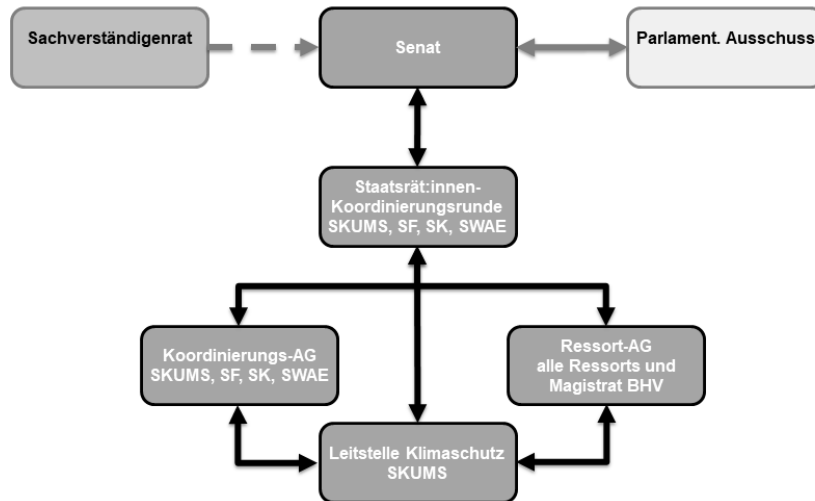 Sachverständigenrat
Senat
Parlament. Ausschuss
Staatsrät:innen-
Koordinierungsrunde
SKUMS, SF, SK, SWAE
Koordinierungs-AG
SKUMS, SF, SK, SWAE
Ressort-AG
alle Ressorts und
Magistrat BHV
Leitstelle Klimaschutz
SKUMS